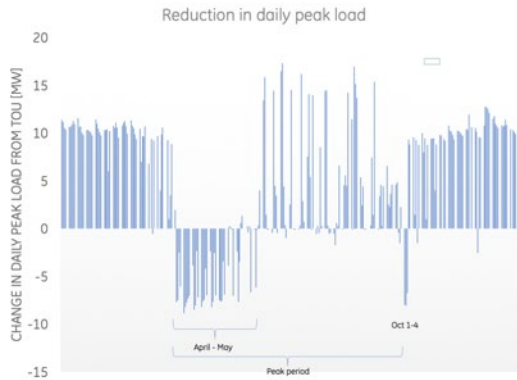 Reduction in daily peak load
CHANGE IN DAILY PEAK LOAD FROM TOU [MW]
20
15
10
5
0
-5
-10
-15
April - May
Oct 1-4
Peak period